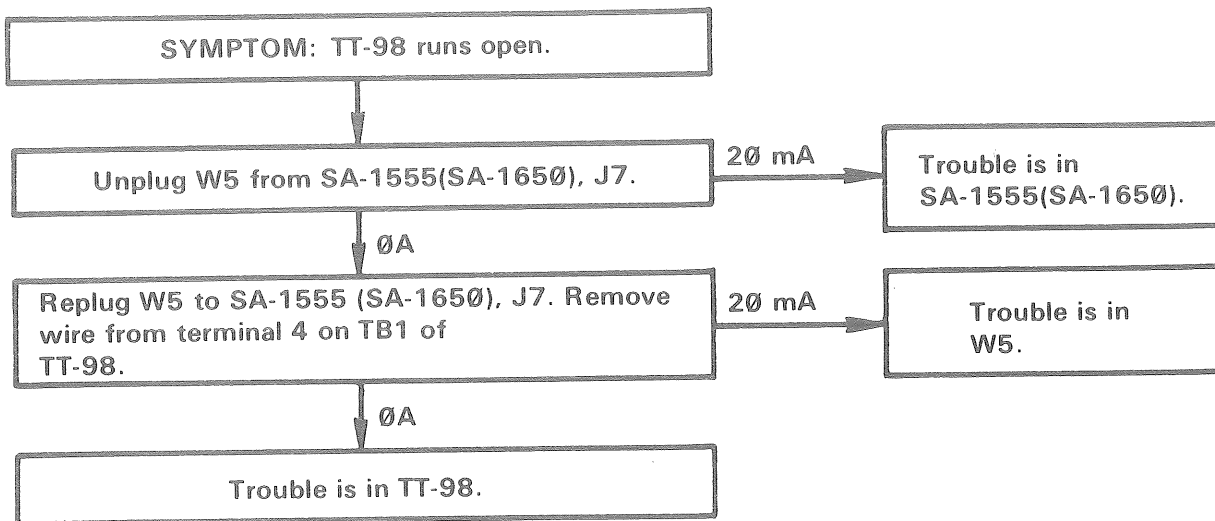 SYMPTOM: TT-98 runs open.
Unplug W5 from SA-1555(SA-165Ø), J7.
2Ø mA
Trouble is in
SA-1555(SA-165Ø).
ØA
Replug W5 to SA-1555 (SA-165Ø), J7. Remove
wire from terminal 4 on TB1 of
TT-98.
2Ø mA
Trouble is in
W5.
ØA
Trouble is in TT-98.